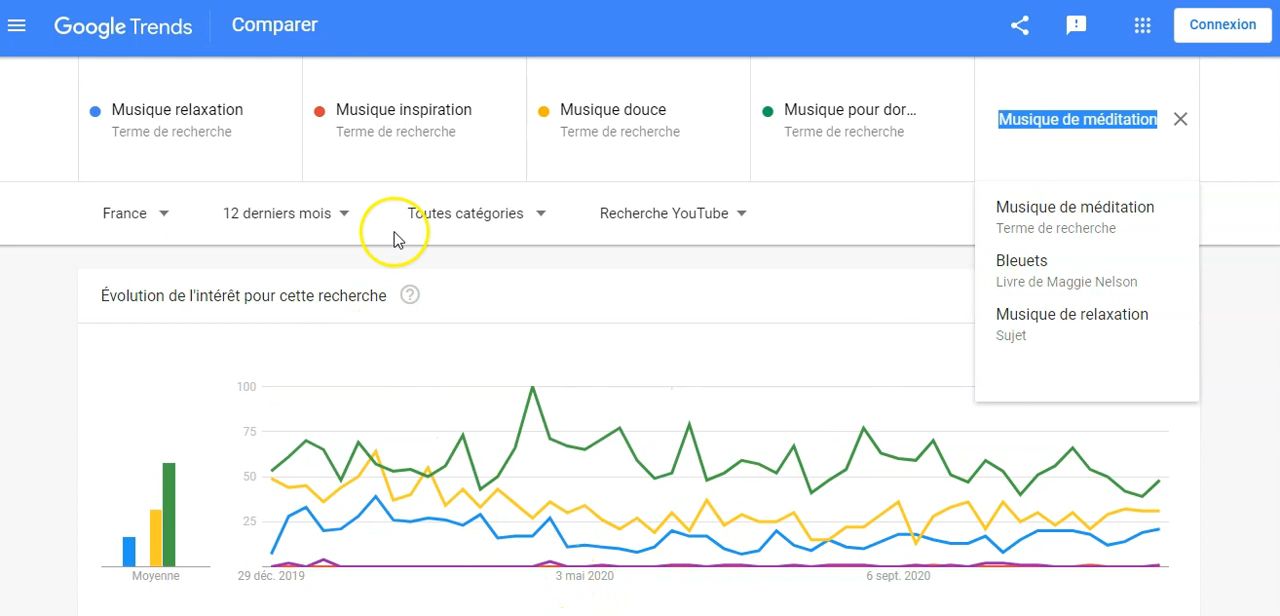 Google Trends
Comparer
Connexion
Musique relaxation
Terme de recherche
Musique inspiration
Terme de recherche
Musique douce
Terme de recherche
Musique pour dor...
Terme de recherche
Musique de méditation
France
12 derniers mois
Toutes catégories
Recherche YouTube
Musique de méditation
Terme de recherche
Bleuets
Livre de Maggie Nelson
Musique de relaxation
Sujet
Évolution de l'intérêt pour cette recherche
?
100
75
50
25
Moyenne
29 déc. 2019
3 mai 2020
6 sept. 2020